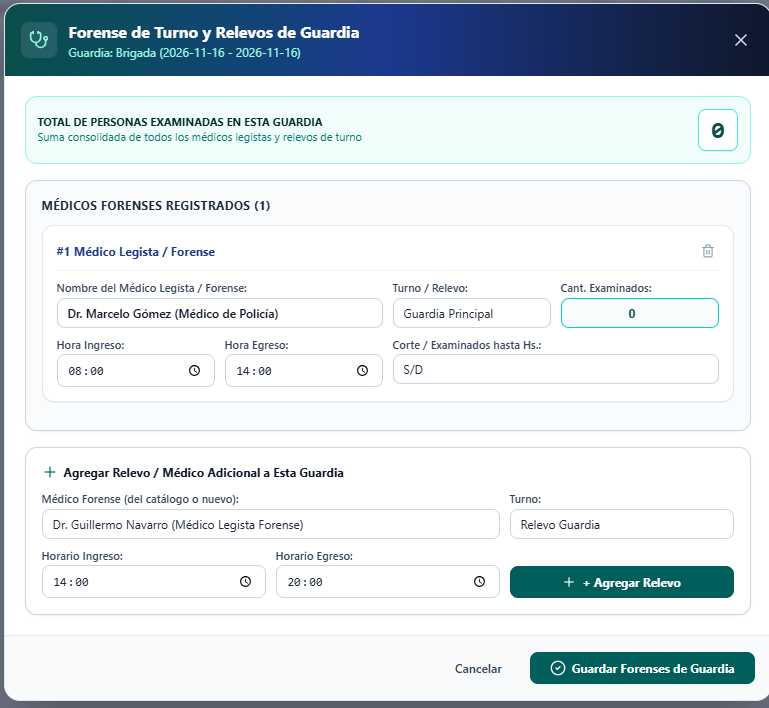 Forense de Turno y Relevos de Guardia
Guardia: Brigada (2026-11-16 - 2026-11-16)
TOTAL DE PERSONAS EXAMINADAS EN ESTA GUARDIA
Suma consolidada de todos los médicos legistas y relevos de turno
0
MÉDICOS FORENSES REGISTRADOS (1)
#1 Médico Legista / Forense
Nombre del Médico Legista / Forense: Turno / Relevo: Cant. Examinados:
Dr. Marcelo Gómez (Médico de Policía) Guardia Principal 0
Hora Ingreso: Hora Egreso: Corte / Examinados hasta Hs.:
08:00 14:00 S/D
+ Agregar Relevo / Médico Adicional a Esta Guardia
Médico Forense (del catálogo o nuevo): Turno:
Dr. Guillermo Navarro (Médico Legista Forense) Relevo Guardia
Horario Ingreso: Horario Egreso:
14:00 20:00 + + Agregar Relevo
Cancelar Guardar Forenses de Guardia